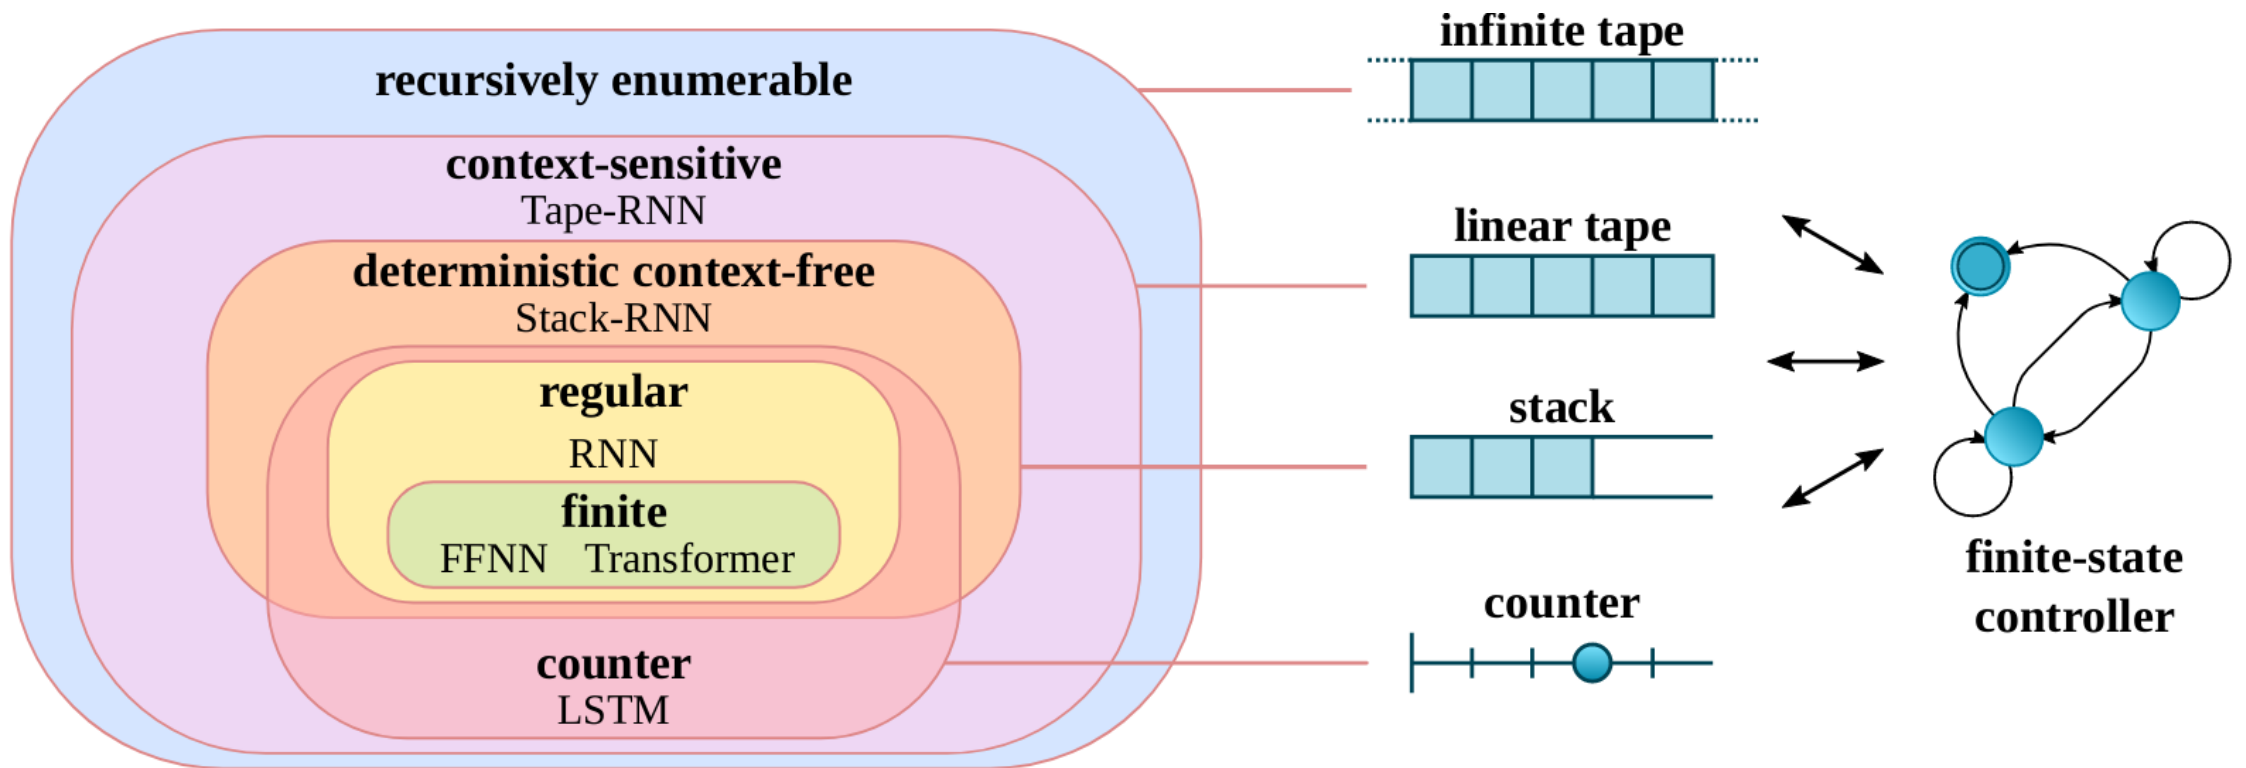 recursively enumerable
context-sensitive
Tape-RNN
deterministic context-free
Stack-RNN
regular
RNN
finite
FFNN Transformer
counter
LSTM
infinite tape
linear tape
stack
counter
finite-state
controller